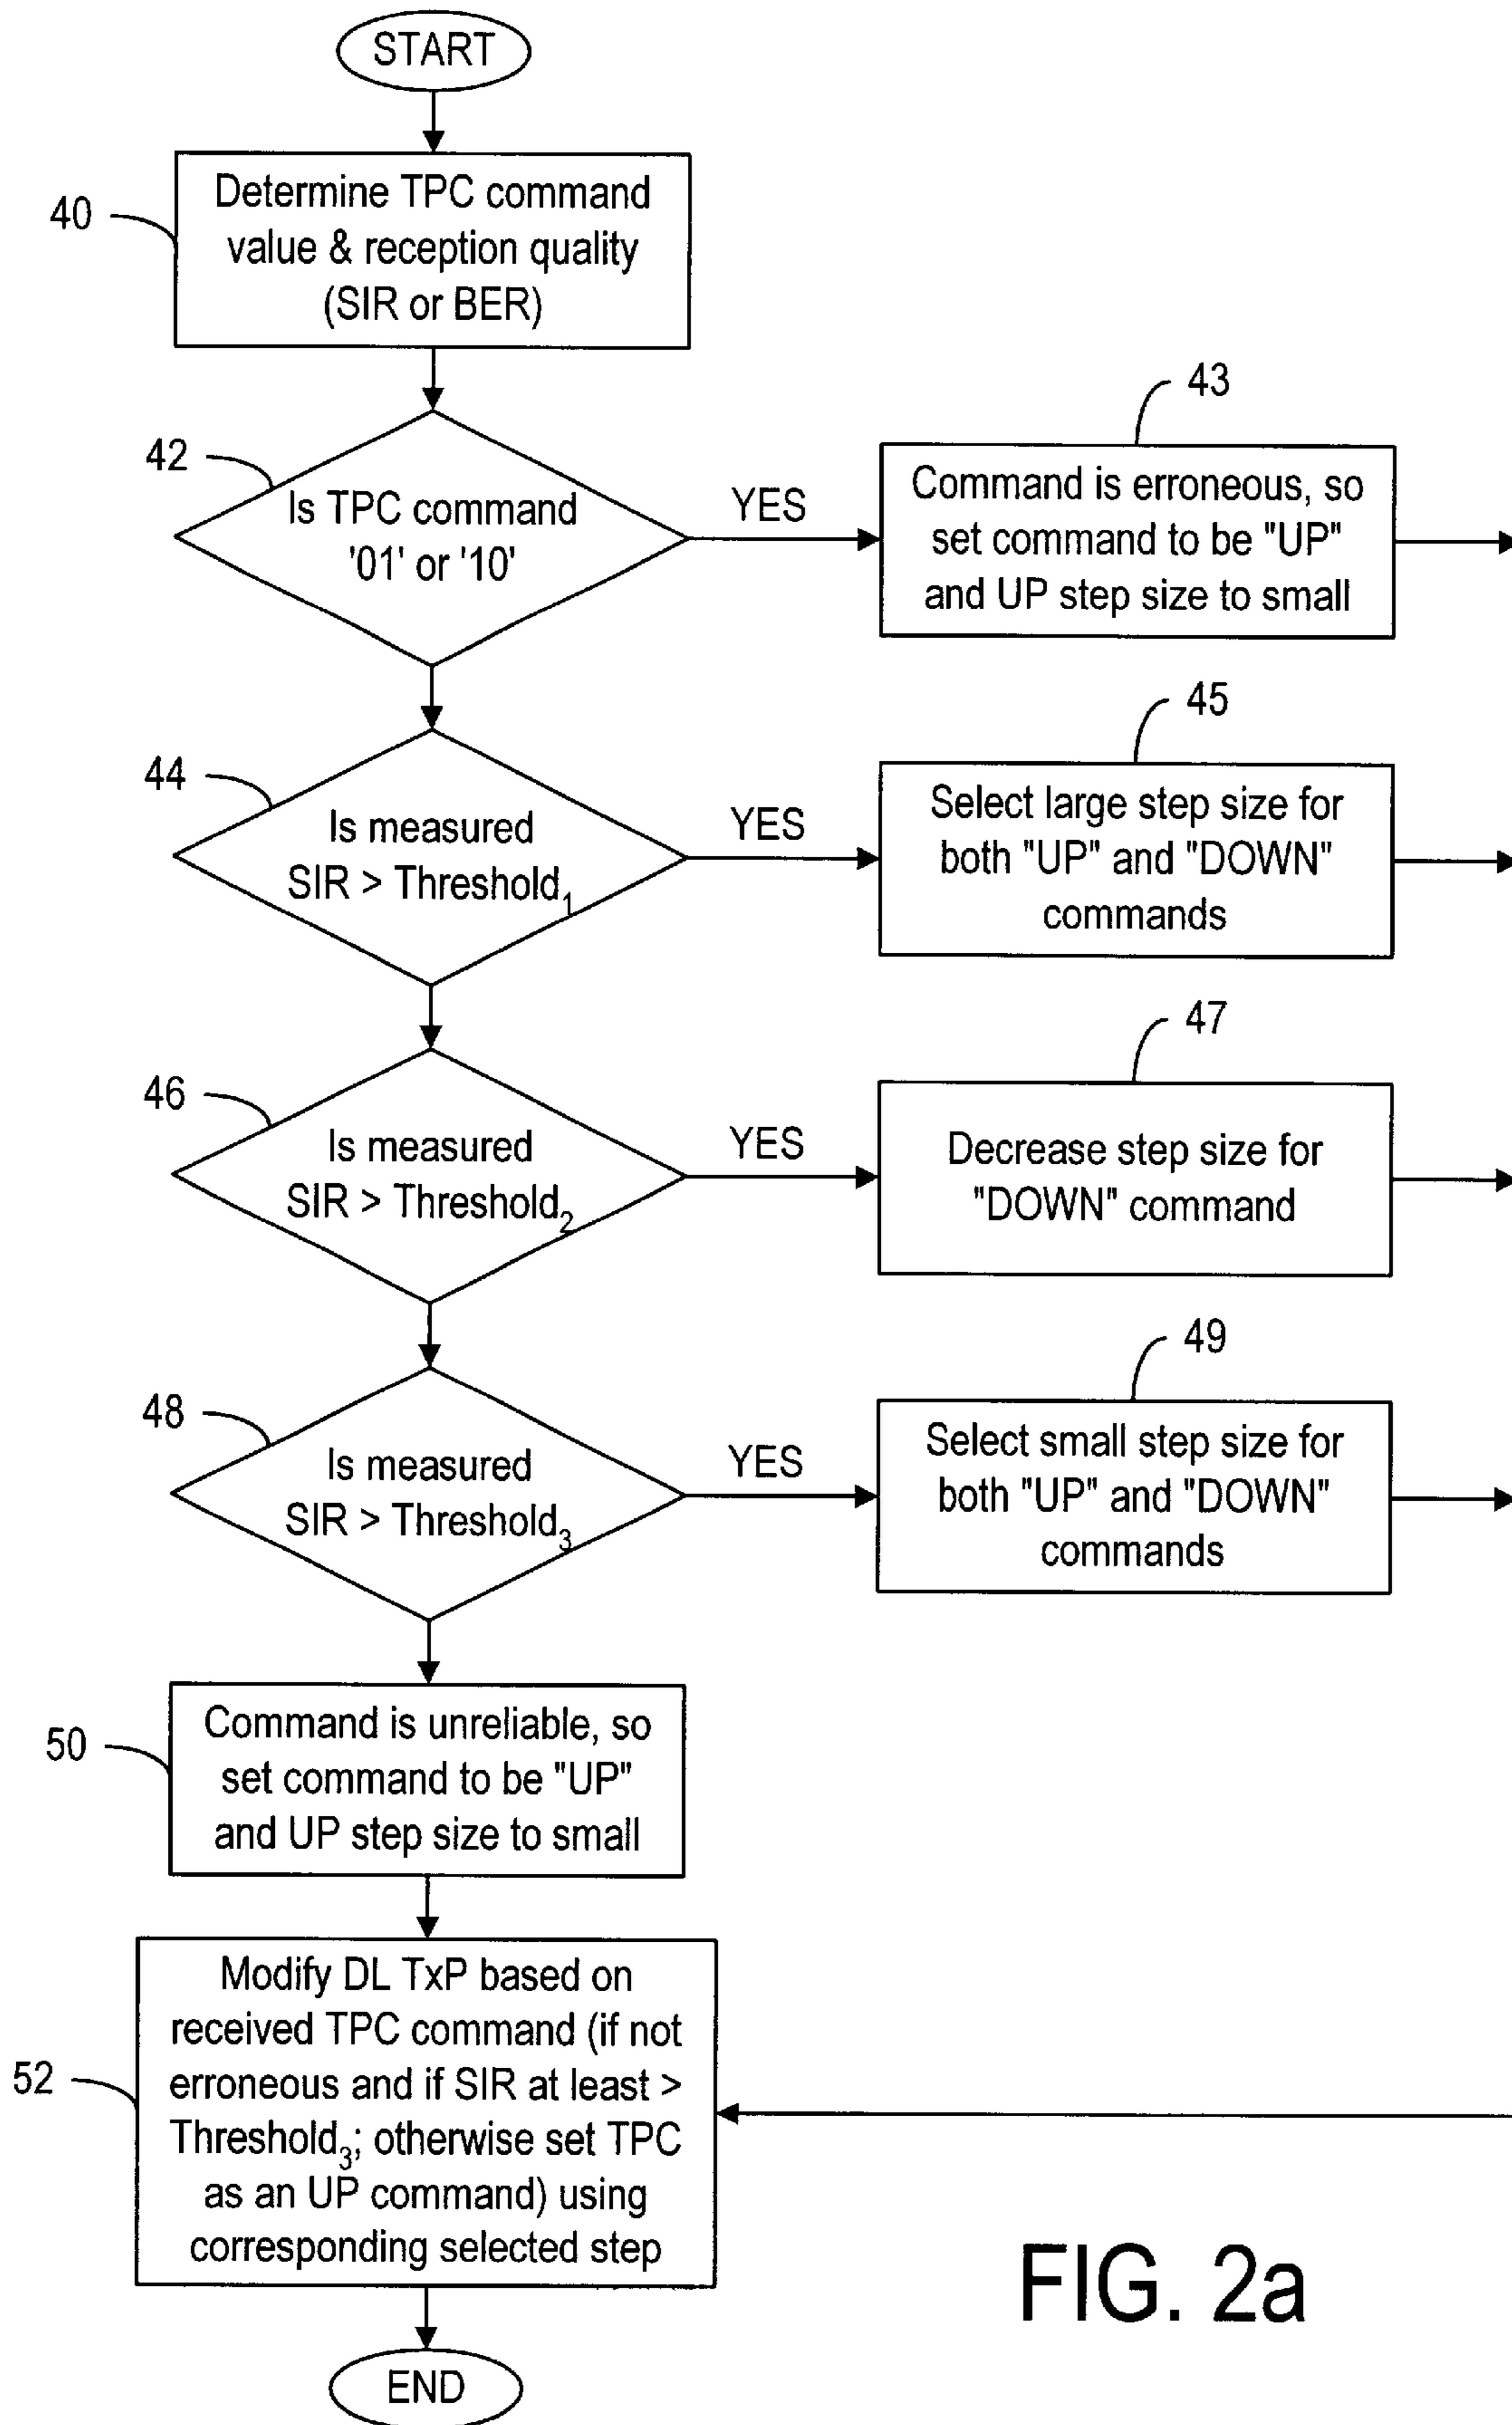 START
40
Determine TPC command
value & reception quality
(SIR or BER)
42
Is TPC command
'01' or '10'
YES
43
Command is erroneous, so
set command to be "UP"
and UP step size to small
44
Is measured
SIR > Threshold₁
YES
45
Select large step size for
both "UP" and "DOWN"
commands
46
Is measured
SIR > Threshold₂
YES
47
Decrease step size for
"DOWN" command
48
Is measured
SIR > Threshold₃
YES
49
Select small step size for
both "UP" and "DOWN"
commands
50
Command is unreliable, so
set command to be "UP"
and UP step size to small
52
Modify DL TxP based on
received TPC command (if not
erroneous and if SIR at least >
Threshold₃; otherwise set TPC
as an UP command) using
corresponding selected step
END
FIG. 2a